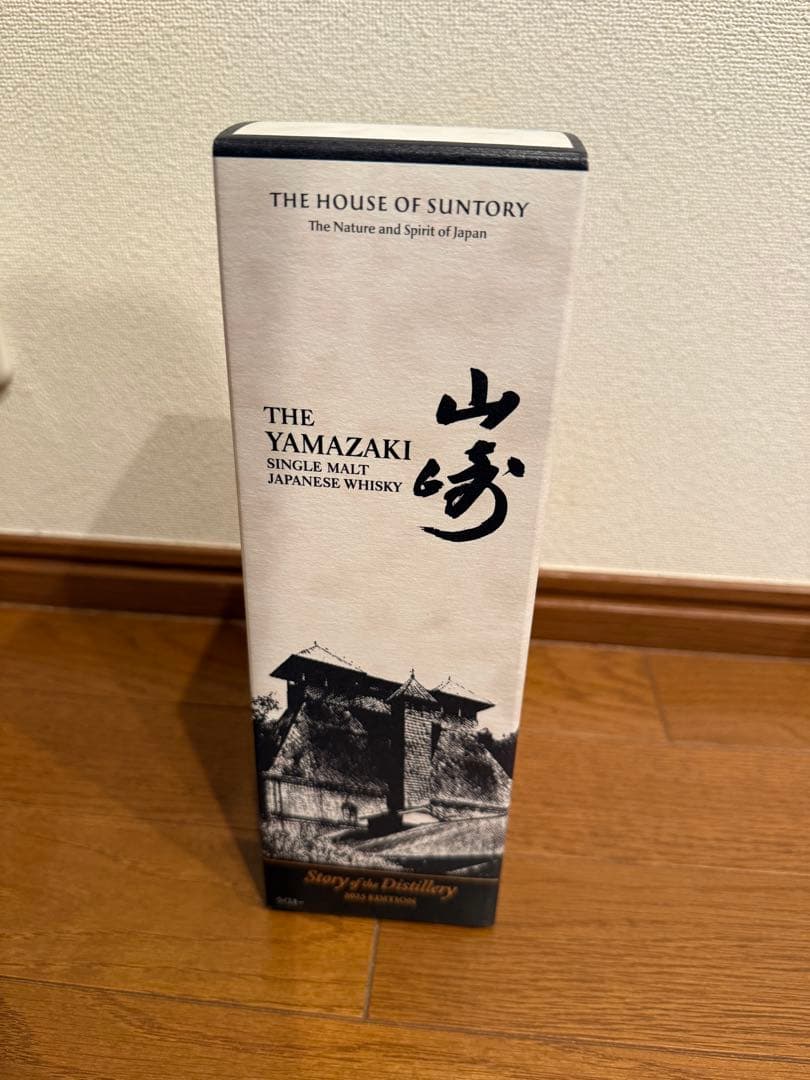 THE HOUSE OF SUNTORY
The Nature and Spirit of Japan
山崎
THE
YAMAZAKI
SINGLE MALT
JAPANESE WHISKY
Story of the Distillery
EDITION